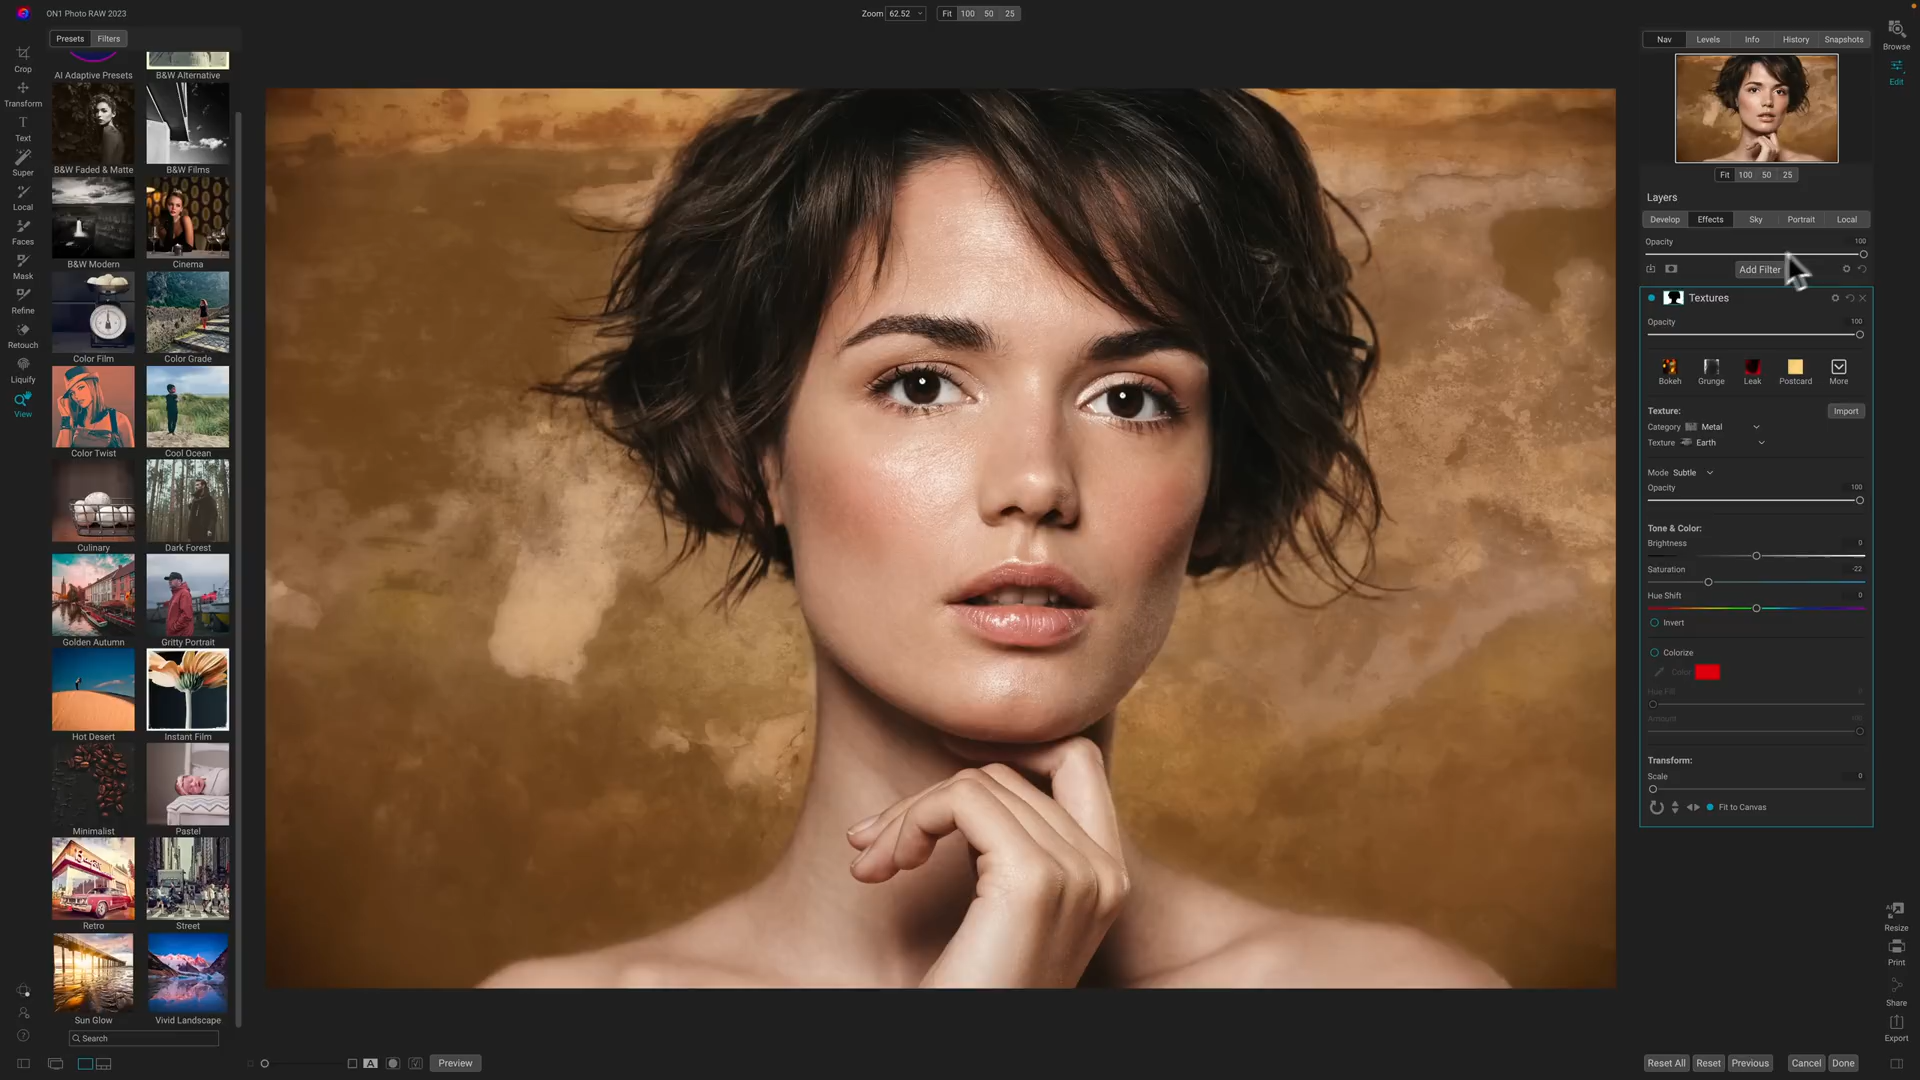 ON1 Photo RAW 2023
Zoom 62.52 Fit 100 50 25
Presets Filters
Crop
Transform
Text
Super
Local
Faces
Mask
Refine
Retouch
Liquify
View
AI Adaptive Presets B&W Alternative
B&W Faded & Matte B&W Films
B&W Modern Cinema
Color Film Color Grade
Color Twist Cool Ocean
Culinary Dark Forest
Golden Autumn Gritty Portrait
Hot Desert Instant Film
Minimalist Pastel
Retro Street
Sun Glow Vivid Landscape
Search
A Preview
Nav Levels Info History Snapshots
Fit 100 50 25
Layers
Develop Effects Sky Portrait Local
Opacity 100
Add Filter
Textures
Opacity 100
Bokeh Grunge Leak Postcard More
Texture: Import
Category Metal
Texture Earth
Mode Subtle
Opacity 100
Tone & Color:
Brightness 0
Saturation -22
Hue Shift 0
Invert
Colorize
Color
Hue Fill 0
Amount 100
Transform:
Scale 0
Fit to Canvas
Browse
Edit
Resize
Print
Share
Export
Reset All Reset Previous Cancel Done